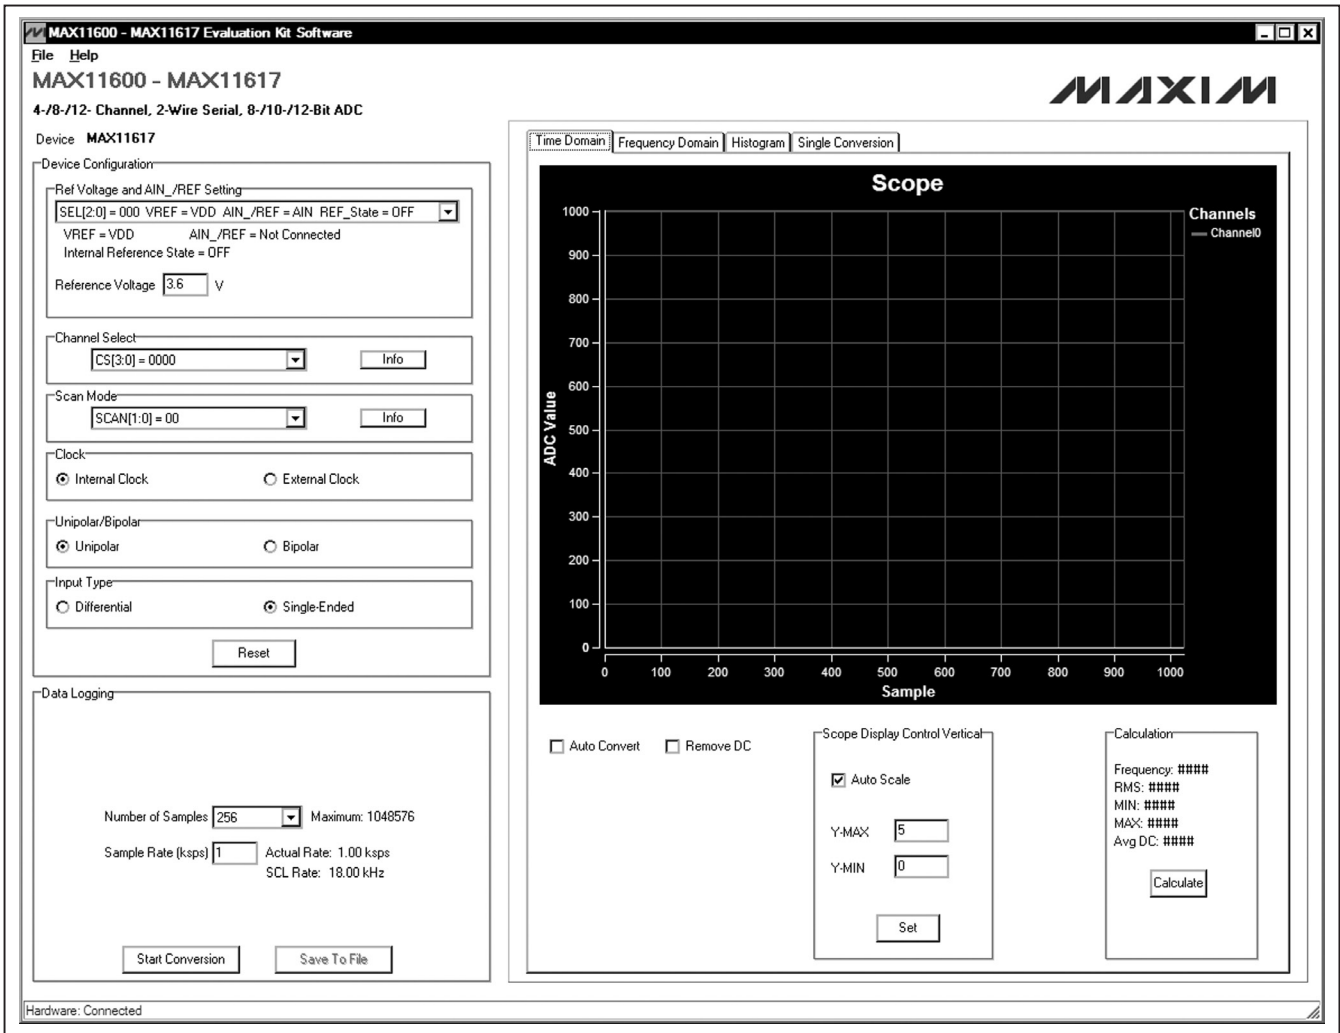 MAX11600 - MAX11617 Evaluation Kit Software
File Help
MAX11600 - MAX11617
MAXIM
4-/8-/12- Channel, 2-Wire Serial, 8-/10-/12-Bit ADC
Device MAX11617
Device Configuration
Ref Voltage and AIN_/REF Setting
SEL[2:0] = 000 VREF = VDD AIN_/REF = AIN REF_State = OFF
VREF = VDD AIN_/REF = Not Connected
Internal Reference State = OFF
Reference Voltage 3.6 V
Channel Select
CS[3:0] = 0000 Info
Scan Mode
SCAN[1:0] = 00 Info
Clock
Internal Clock External Clock
Unipolar/Bipolar
Unipolar Bipolar
Input Type
Differential Single-Ended
Reset
Data Logging
Number of Samples 256 Maximum: 1048576
Sample Rate (ksps) 1 Actual Rate: 1.00 ksps
SCL Rate: 18.00 kHz
Start Conversion Save To File
Time Domain Frequency Domain Histogram Single Conversion
Scope
Channels
Channel0
ADC Value
1000
900
800
700
600
500
400
300
200
100
0
0 100 200 300 400 500 600 700 800 900 1000
Sample
Auto Convert Remove DC
Scope Display Control Vertical
Auto Scale
Y-MAX 5
Y-MIN 0
Set
Calculation
Frequency: ####
RMS: ####
MIN: ####
MAX: ####
Avg DC: ####
Calculate
Hardware: Connected